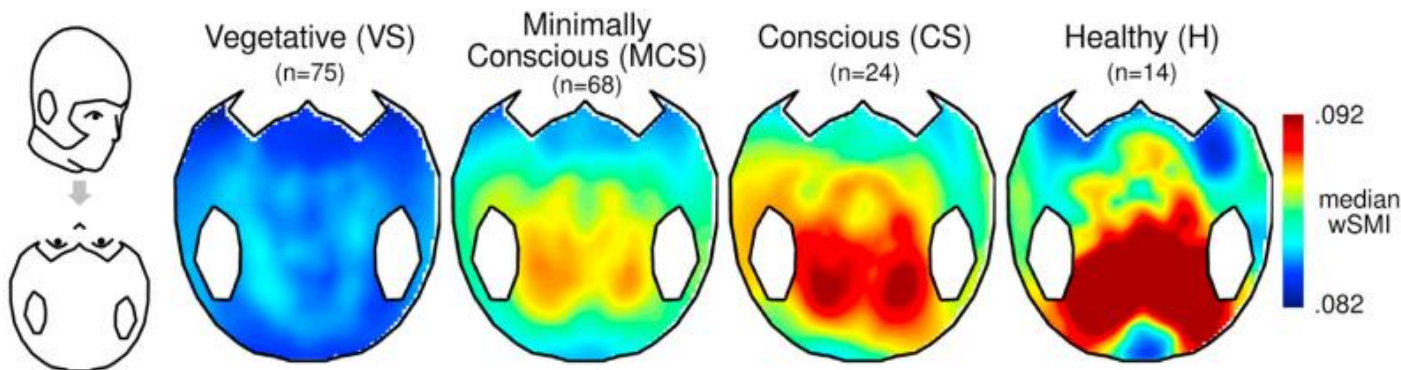 Vegetative (VS)
(n=75)
Minimally
Conscious (MCS)
(n=68)
Conscious (CS)
(n=24)
Healthy (H)
(n=14)
.092
median
wSMI
.082